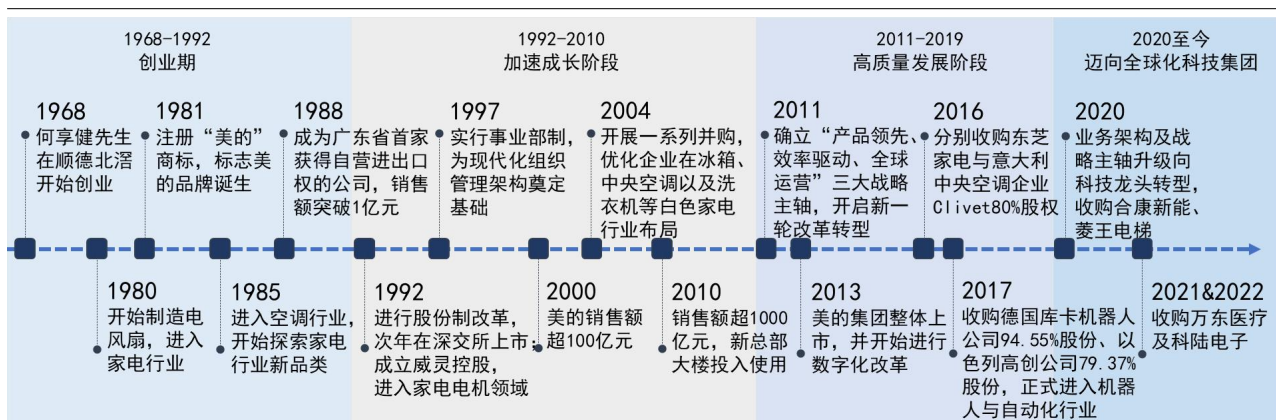 1968-1992
创业期
1992-2010
加速成长阶段
2011-2019
高质量发展阶段
2020至今
迈向全球化科技集团
1968
何享健先生
在顺德北滘
开始创业
1981
注册“美的”
商标，标志美
的品牌诞生
1988
成为广东省首家
获得自营进出口
权的公司，销售
额突破1亿元
1997
实行事业部制，
为现代化组织
管理架构奠定
基础
2004
开展一系列并购，
优化企业在冰箱、
中央空调以及洗
衣机等白色家电
行业布局
2011
确立“产品领先、
效率驱动、全球
运营”三大战略
主轴，开启新一
轮改革转型
2016
分别收购东芝
家电与意大利
中央空调企业
Clivet80%股权
2020
业务架构及战
略主轴升级向
科技龙头转型，
收购合康新能、
菱王电梯
1980
开始制造电
风扇，进入
家电行业
1985
进入空调行业，
开始探索家电
行业新品类
1992
进行股份制改革，
次年在深交所上市；
成立威灵控股，
进入家电电机领域
2000
美的销售额
超100亿元
2010
销售额超1000
亿元，新总部
大楼投入使用
2013
美的集团整体上
市，并开始进行
数字化改革
2017
收购德国库卡机器人
公司94.55%股份、以
色列高创公司79.37%
股份，正式进入机器
人与自动化行业
2021&2022
收购万东医疗
及科陆电子